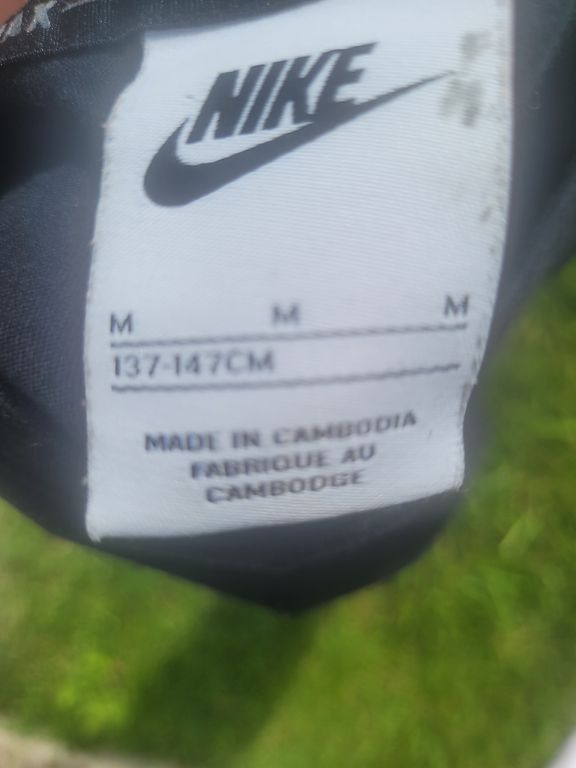 NIKE
M M M
137-147CM
MADE IN CAMBODIA
FABRIQUE AU
CAMBODGE